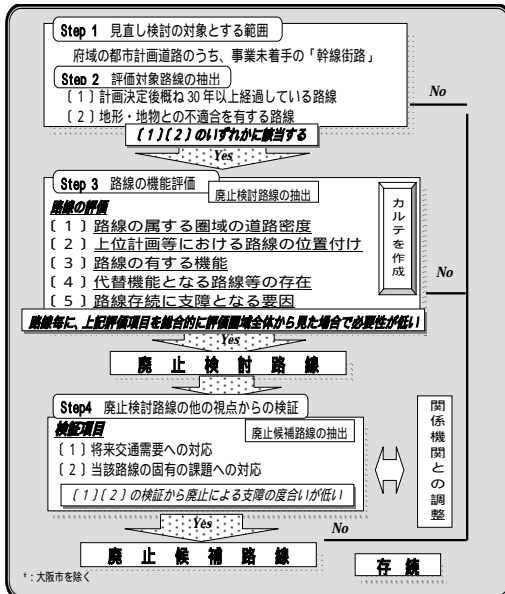 Step 1 見直し検討の対象とする範囲
府域の都市計画道路のうち、事業未着手の「幹線街路」
Step 2 評価対象路線の抽出
〔1〕計画決定後概ね30年以上経過している路線
〔2〕地形・地物との不適合を有する路線
〔1〕〔2〕のいずれかに該当する
No
Yes
Step 3 路線の機能評価
廃止検討路線の抽出
路線の評価
〔1〕路線の属する圏域の道路密度
〔2〕上位計画等における路線の位置付け
〔3〕路線の有する機能
〔4〕代替機能となる路線等の存在
〔5〕路線存続に支障となる要因
カルテを作成
No
路線毎に、上記評価項目を総合的に評価圏域全体から見た場合で必要性が低い
Yes
廃止検討路線
Step4 廃止検討路線の他の視点からの検証
検証項目
廃止候補路線の抽出
〔1〕将来交通需要への対応
〔2〕当該路線の固有の課題への対応
〔1〕〔2〕の検証から廃止による支障の度合いが低い
関係機関との調整
Yes
No
廃止候補路線
存続
*:大阪市を除く